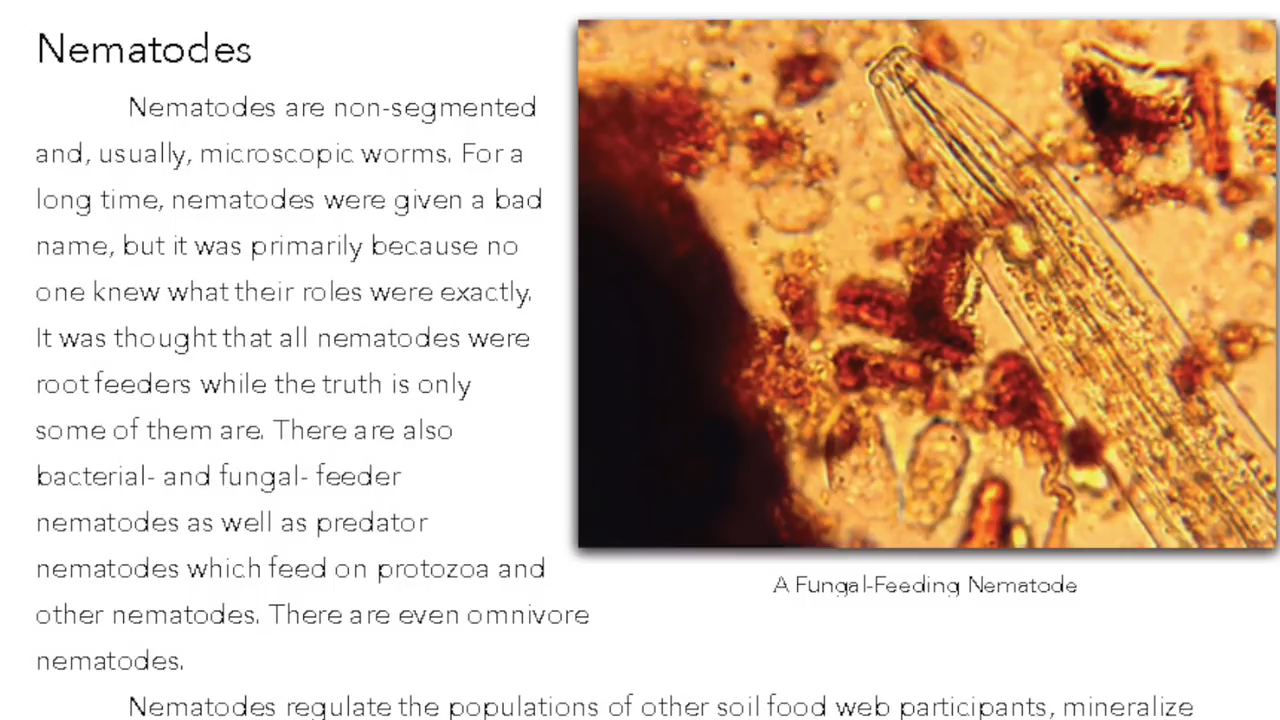 Nematodes
Nematodes are non-segmented
and, usually, microscopic worms. For a
long time, nematodes were given a bad
name, but it was primarily because no
one knew what their roles were exactly.
It was thought that all nematodes were
root feeders while the truth is only
some of them are. There are also
bacterial- and fungal- feeder
nematodes as well as predator
nematodes which feed on protozoa and
other nematodes. There are even omnivore
nematodes.
A Fungal-Feeding Nematode
Nematodes regulate the populations of other soil food web participants, mineralize